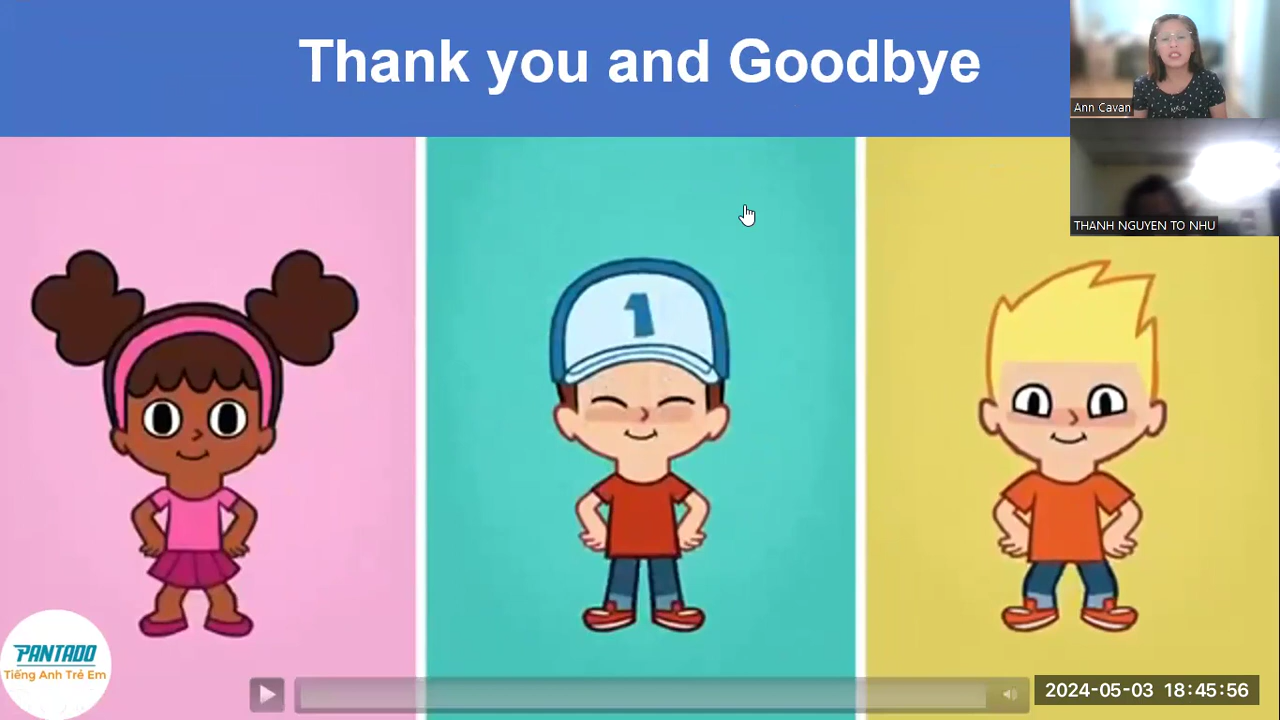 Thank you and Goodbye
Ann Cavan
THANH NGUYEN TO NHU
1
PANTADO
Tiếng Anh Trẻ Em
2024-05-03 18:45:56